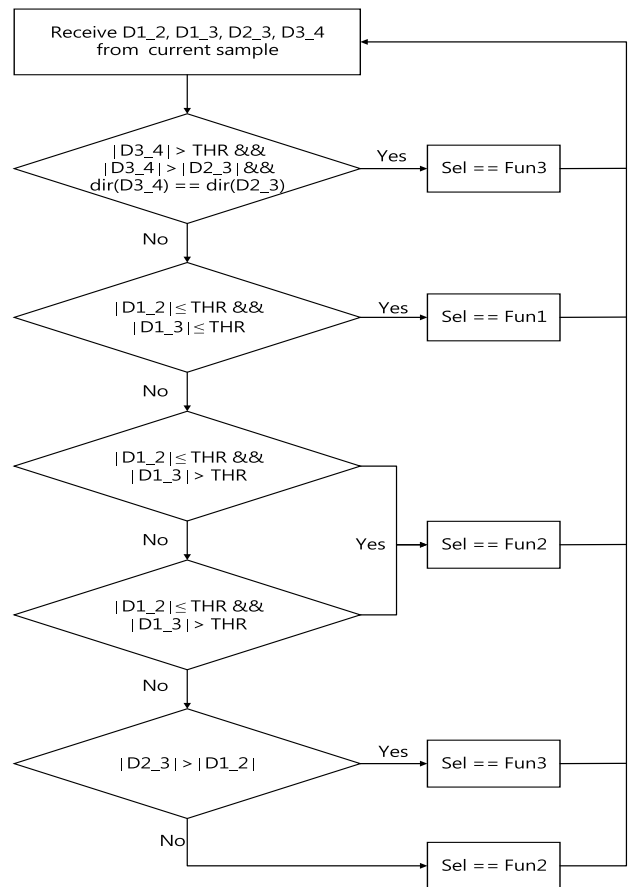 Receive D1_2, D1_3, D2_3, D3_4
from current sample
|D3_4| > THR &&
|D3_4| > |D2_3| &&
dir(D3_4) == dir(D2_3)
Yes
Sel == Fun3
No
|D1_2| ≤ THR &&
|D1_3| ≤ THR
Yes
Sel == Fun1
No
|D1_2| ≤ THR &&
|D1_3| > THR
No
Yes
Sel == Fun2
|D1_2| ≤ THR &&
|D1_3| > THR
No
|D2_3| > |D1_2|
Yes
Sel == Fun3
No
Sel == Fun2